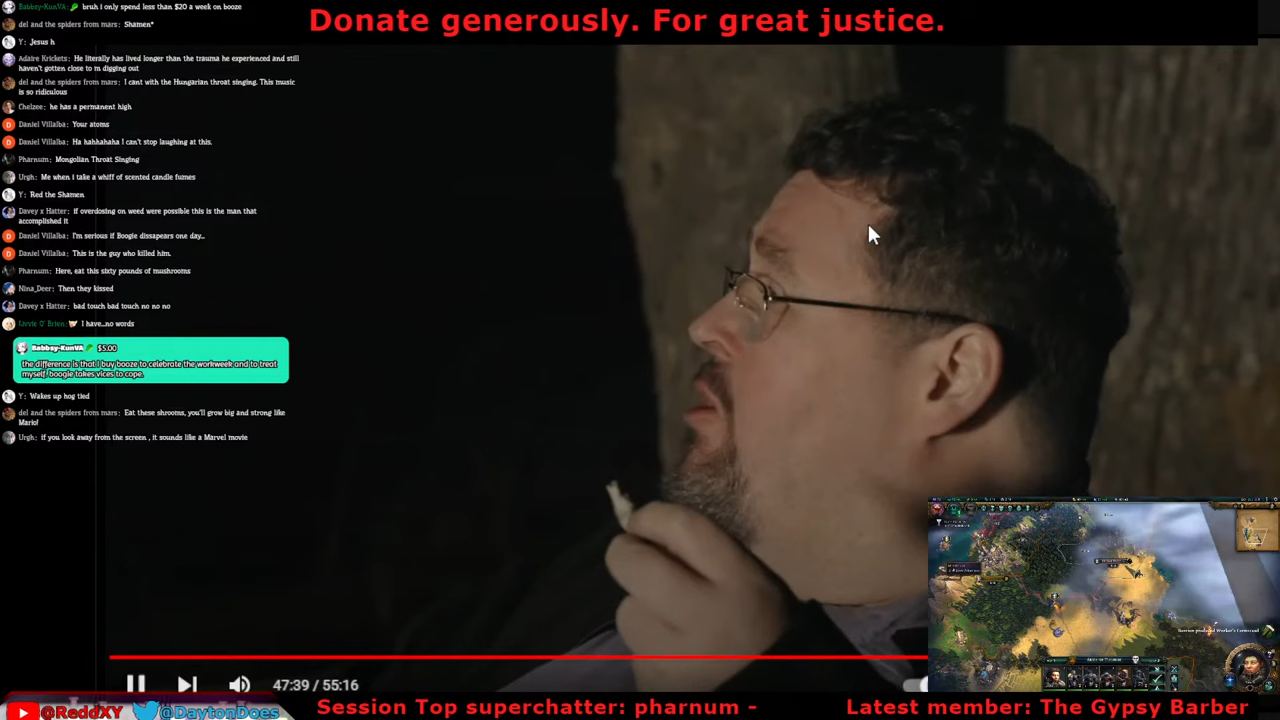 Babbsy-KunVA: bruh i only spend less than $20 a week on booze
Donate generously. For great justice.
del and the spiders from mars: Shamen*
Y: Jesus h
Adaire Krickets: He literally has lived longer than the trauma he experienced and still
haven't gotten close to m digging out
del and the spiders from mars: I cant with the Hungarian throat singing. This music
is so ridiculous
Chelzee: he has a permanent high
Daniel Villalba: Your atoms
Daniel Villalba: Ha hahhahaha I can't stop laughing at this.
Pharnum: Mongolian Throat Singing
Urgh: Me when i take a whiff of scented candle fumes
Y: Red the Shamen
Davey x Hatter: if overdosing on weed were possible this is the man that
accomplished it
Daniel Villalba: I'm serious if Boogie dissapears one day...
Daniel Villalba: This is the guy who killed him.
Pharnum: Here, eat this sixty pounds of mushrooms
Nina_Deer: Then they kissed
Davey x Hatter: bad touch bad touch no no no
Livvie O' Brien: I have...no words
Babbsy-KunVA $5.00
the difference is that I buy booze to celebrate the workweek and to treat
myself. boogie takes vices to cope.
Y: Wakes up hog tied
del and the spiders from mars: Eat these shrooms, you'll grow big and strong like
Mario!
Urgh: if you look away from the screen , it sounds like a Marvel movie
47:39 / 55:16
@ReddXY
@DaytonDoes
Session Top superchatter: pharnum -
Latest member: The Gypsy Barber